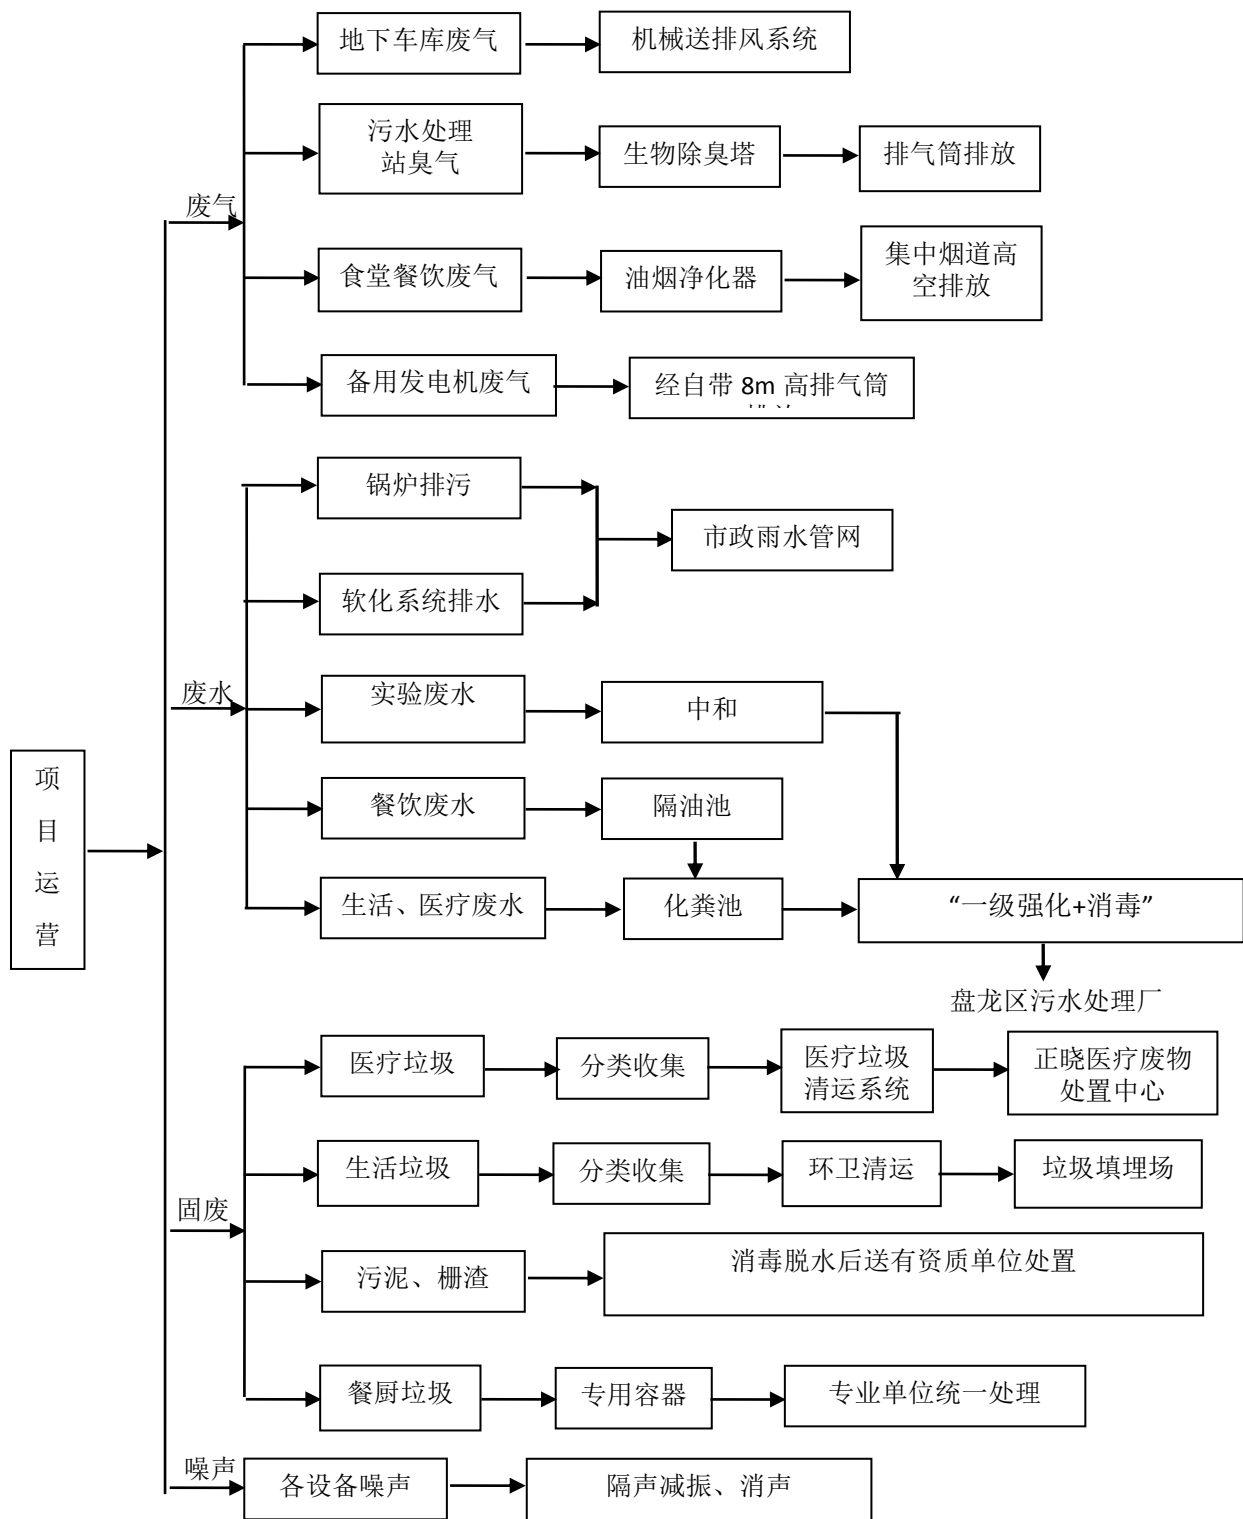 地下车库废气
机械送排风系统
污水处理
站臭气
生物除臭塔
排气筒排放
废气
食堂餐饮废气
油烟净化器
集中烟道高
空排放
备用发电机废气
经自带 8m 高排气筒
锅炉排污
市政雨水管网
软化系统排水
废水
实验废水
中和
项
目
运
营
餐饮废水
隔油池
生活、医疗废水
化粪池
“一级强化+消毒”
盘龙区污水处理厂
医疗垃圾
分类收集
医疗垃圾
清运系统
正晓医疗废物
处置中心
生活垃圾
分类收集
环卫清运
垃圾填埋场
固废
污泥、栅渣
消毒脱水后送有资质单位处置
餐厨垃圾
专用容器
专业单位统一处理
噪声
各设备噪声
隔声减振、消声